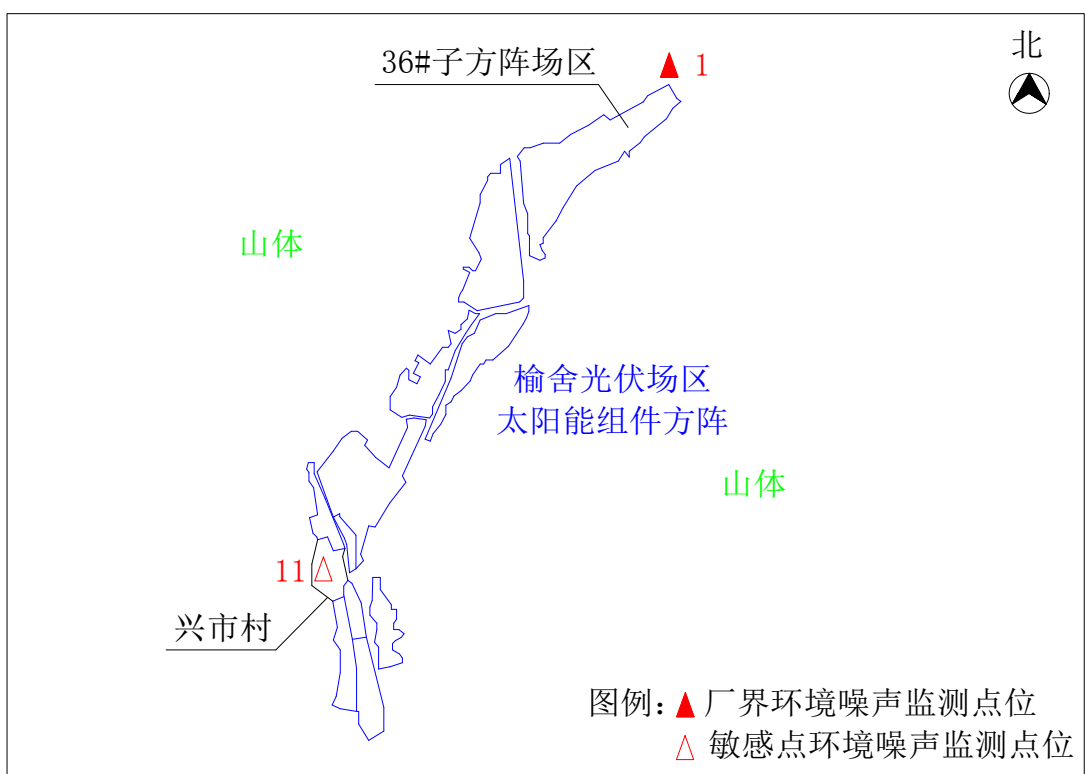 北
36#子方阵场区
1
山体
榆舍光伏场区
太阳能组件方阵
山体
11
兴市村
图例：
厂界环境噪声监测点位
敏感点环境噪声监测点位